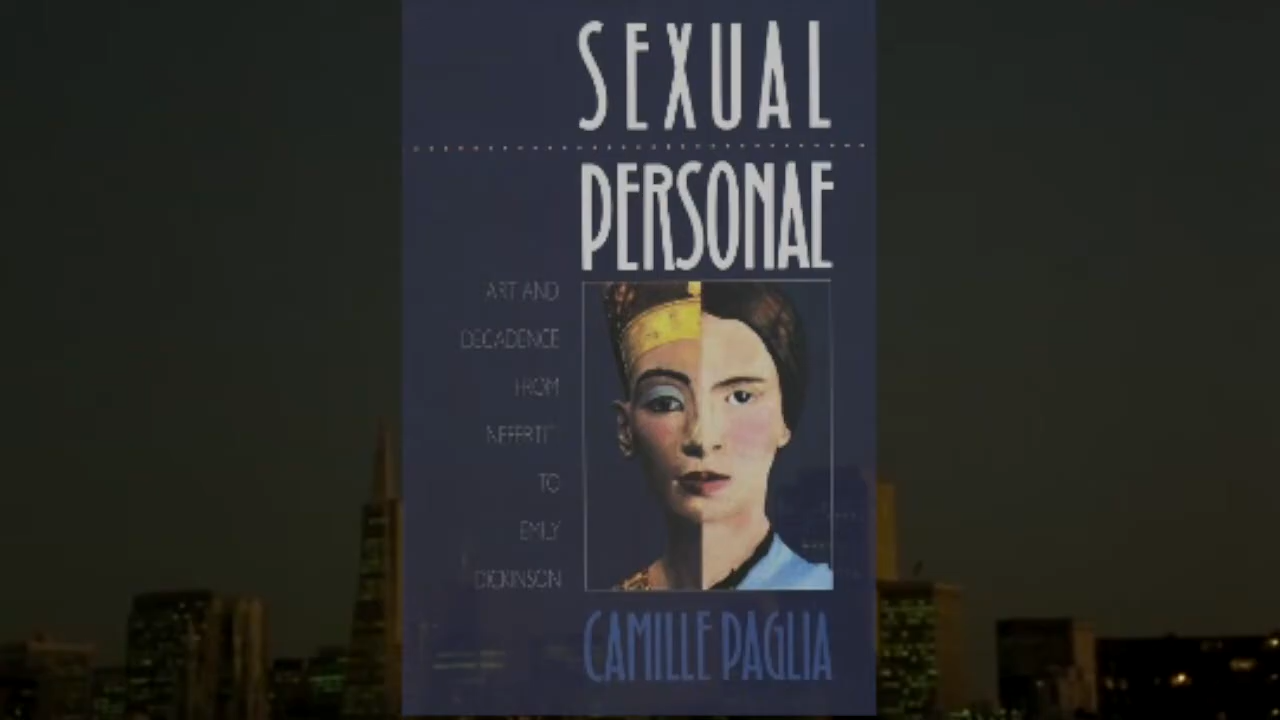 SEXUAL
PERSONAE
ART AND
DECADENCE
FROM
NEFERTITI
TO
EMILY
DICKINSON
CAMILLE PAGLIA